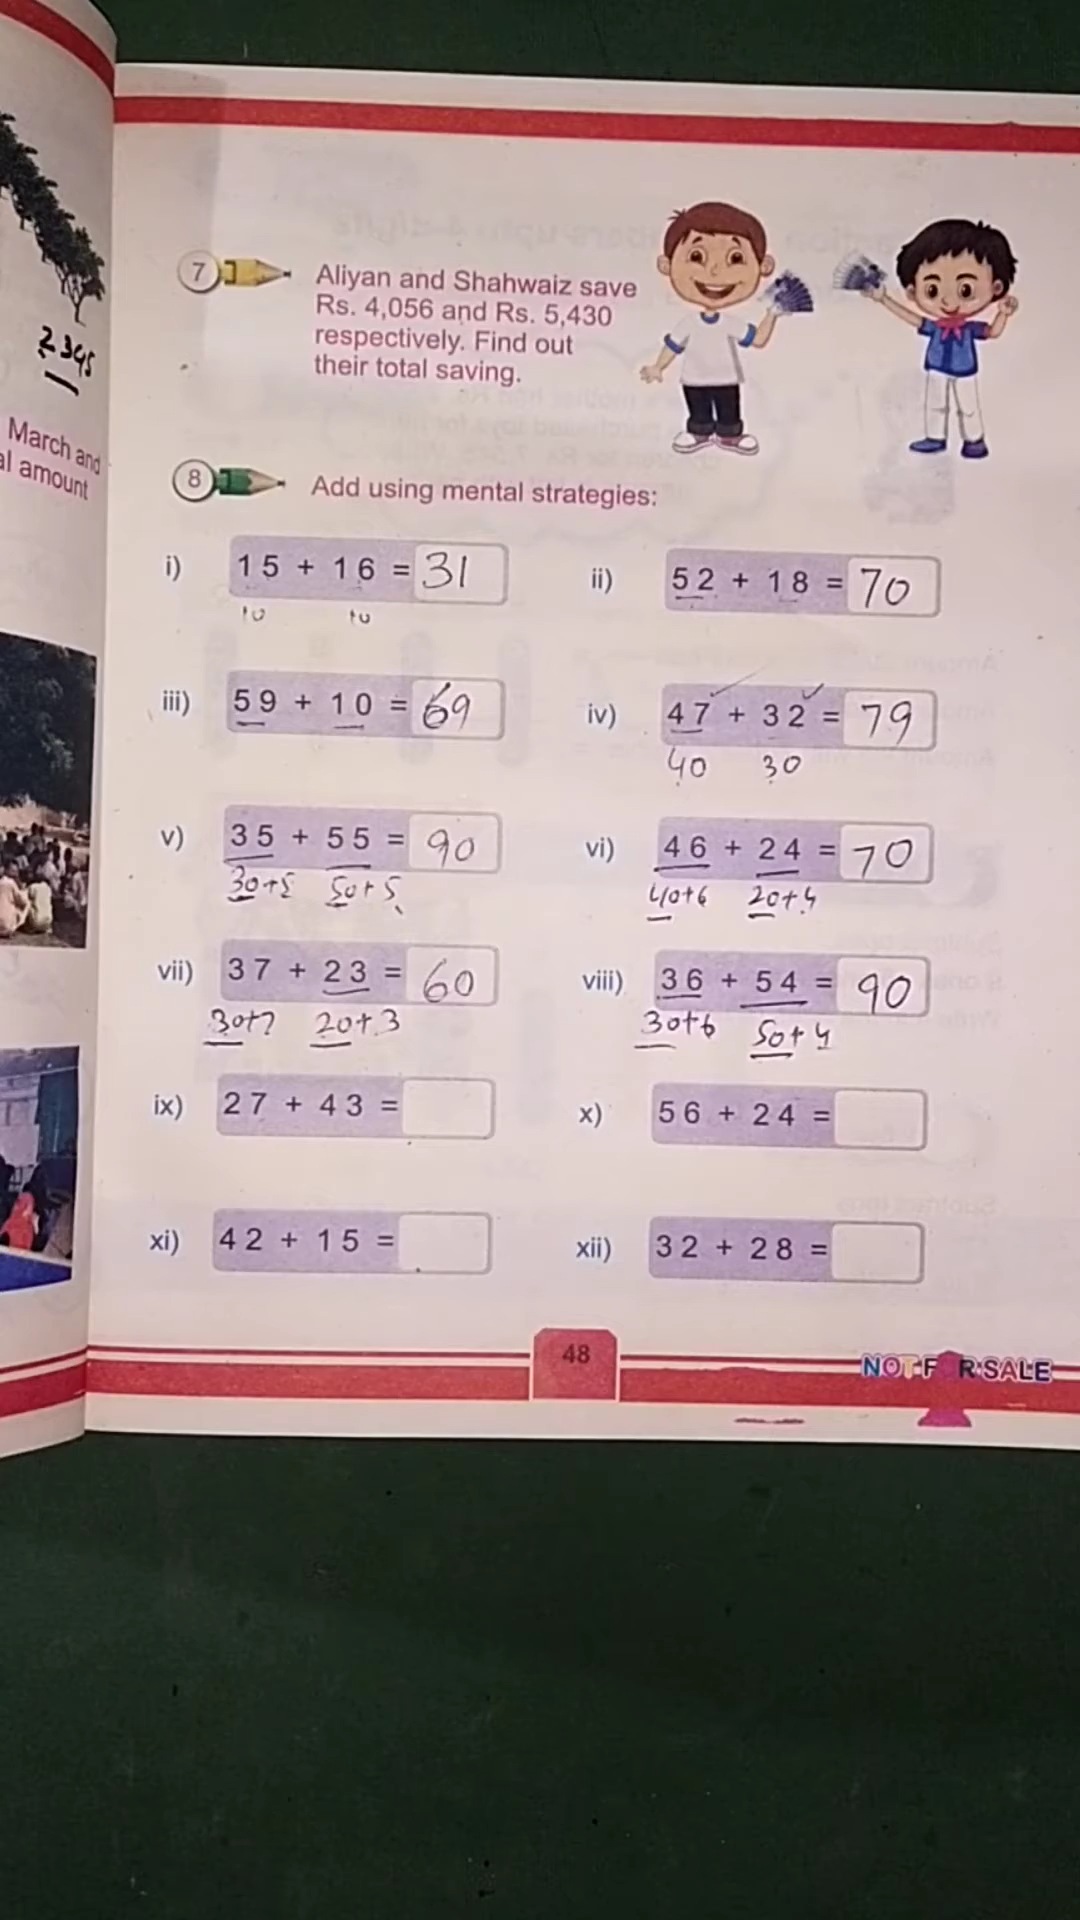 2345
March and
al amount
7
Aliyan and Shahwaiz save
Rs. 4,056 and Rs. 5,430
respectively. Find out
their total saving.
8
Add using mental strategies:
i) 15 + 16 = 31
10 10
ii) 52 + 18 = 70
iii) 59 + 10 = 69
iv) 47 + 32 = 79
40 30
v) 35 + 55 = 90
30+5 50+5
vi) 46 + 24 = 70
40+6 20+4
vii) 37 + 23 = 60
30+7 20+3
viii) 36 + 54 = 90
30+6 50+4
ix) 27 + 43 =
x) 56 + 24 =
xi) 42 + 15 =
xii) 32 + 28 =
48
NOT FOR SALE